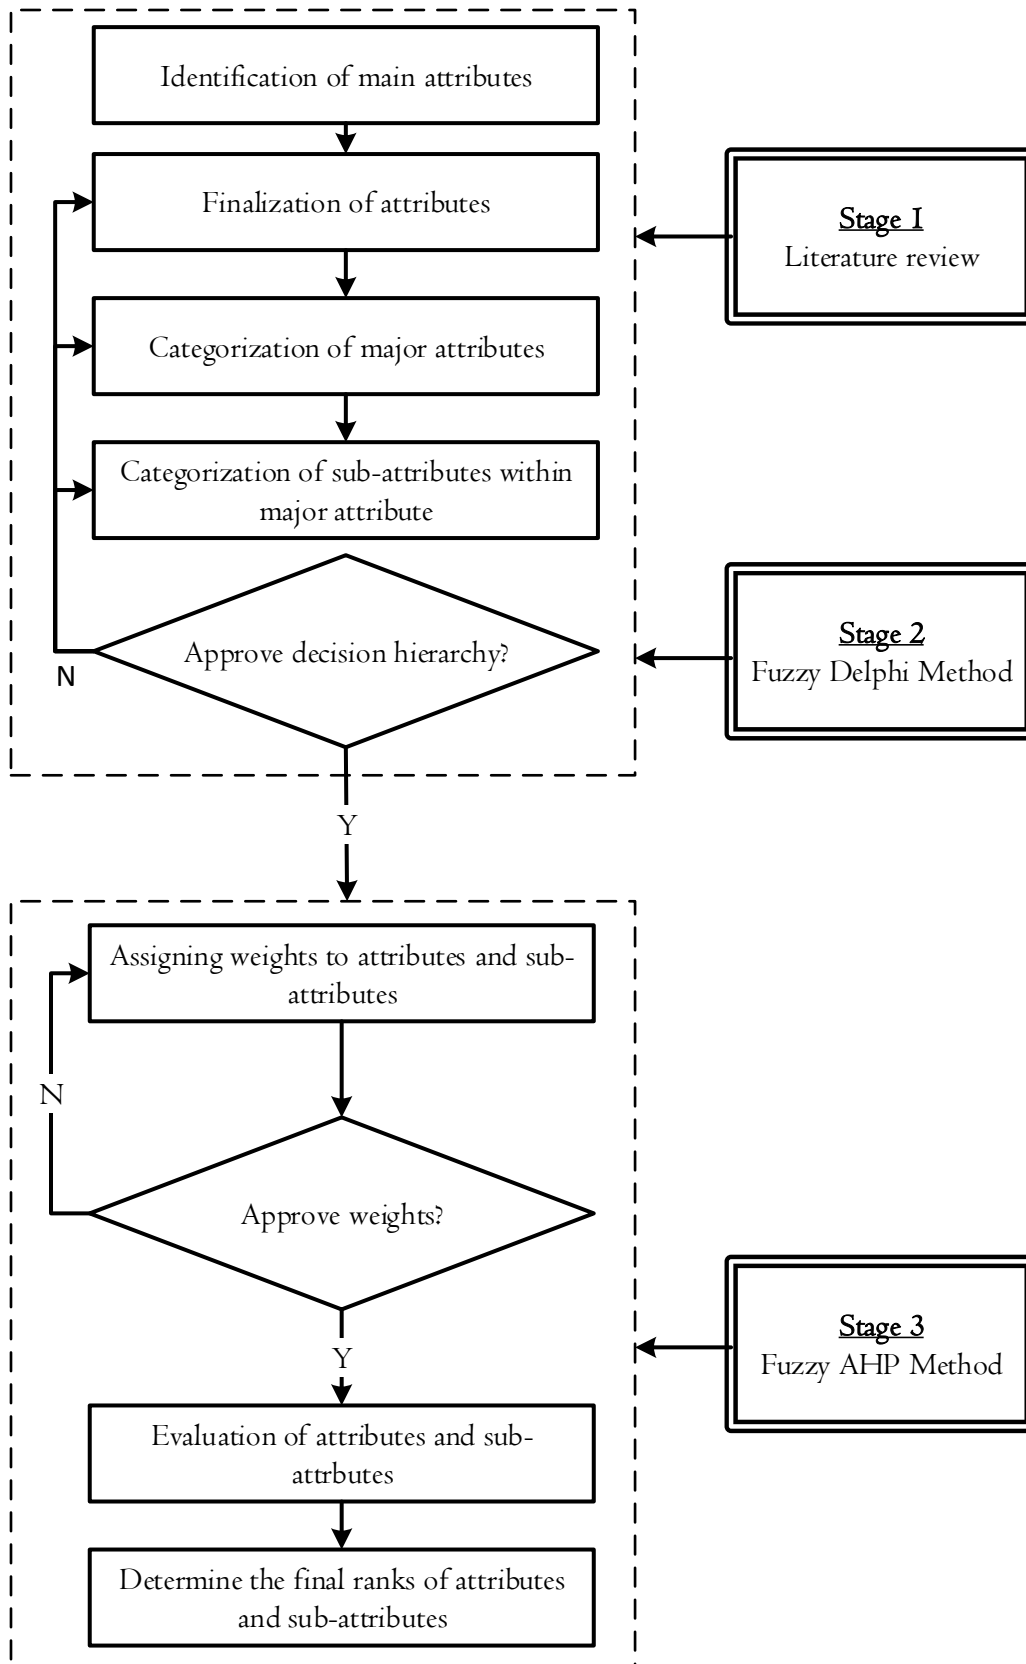 Identification of main attributes
Finalization of attributes
Stage 1
Literature review
Categorization of major attributes
Categorization of sub-attributes within
major attribute
Approve decision hierarchy?
N
Stage 2
Fuzzy Delphi Method
Y
Assigning weights to attributes and sub-
attributes
N
Approve weights?
Y
Stage 3
Fuzzy AHP Method
Evaluation of attributes and sub-
attrbutes
Determine the final ranks of attributes
and sub-attributes